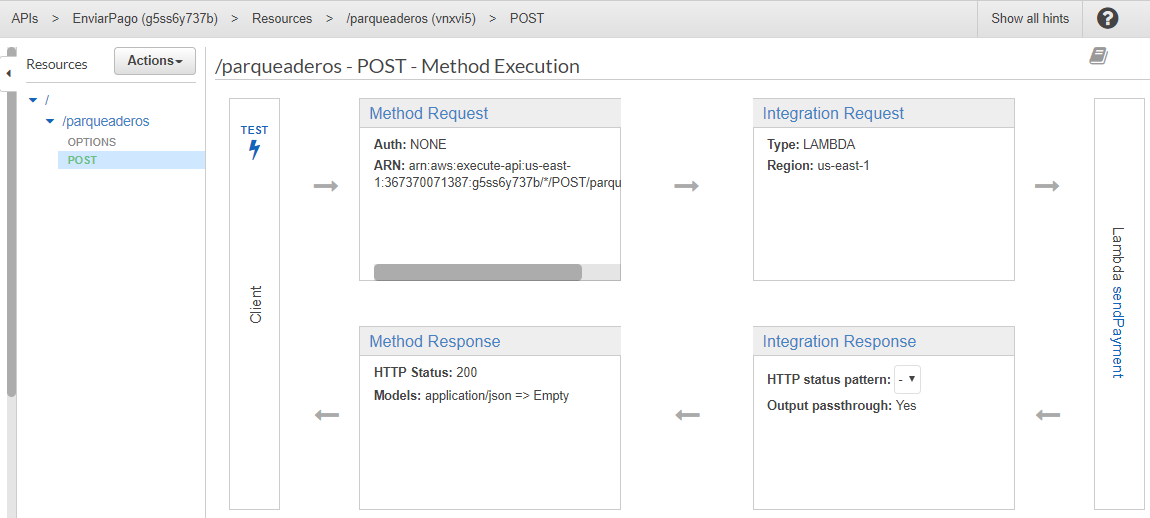 APIs > EnviarPago (g5ss6y737b) > Resources > /parqueaderos (vnxvi5) > POST
Show all hints
?
Resources
Actions
/parqueaderos - POST - Method Execution
/
/parqueaderos
OPTIONS
POST
TEST
Client
Method Request
Auth: NONE
ARN: arn:aws:execute-api:us-east-
1:367370071387:g5ss6y737b/*/POST/parqu
Integration Request
Type: LAMBDA
Region: us-east-1
Lambda sendPayment
Method Response
HTTP Status: 200
Models: application/json => Empty
Integration Response
HTTP status pattern: -
Output passthrough: Yes